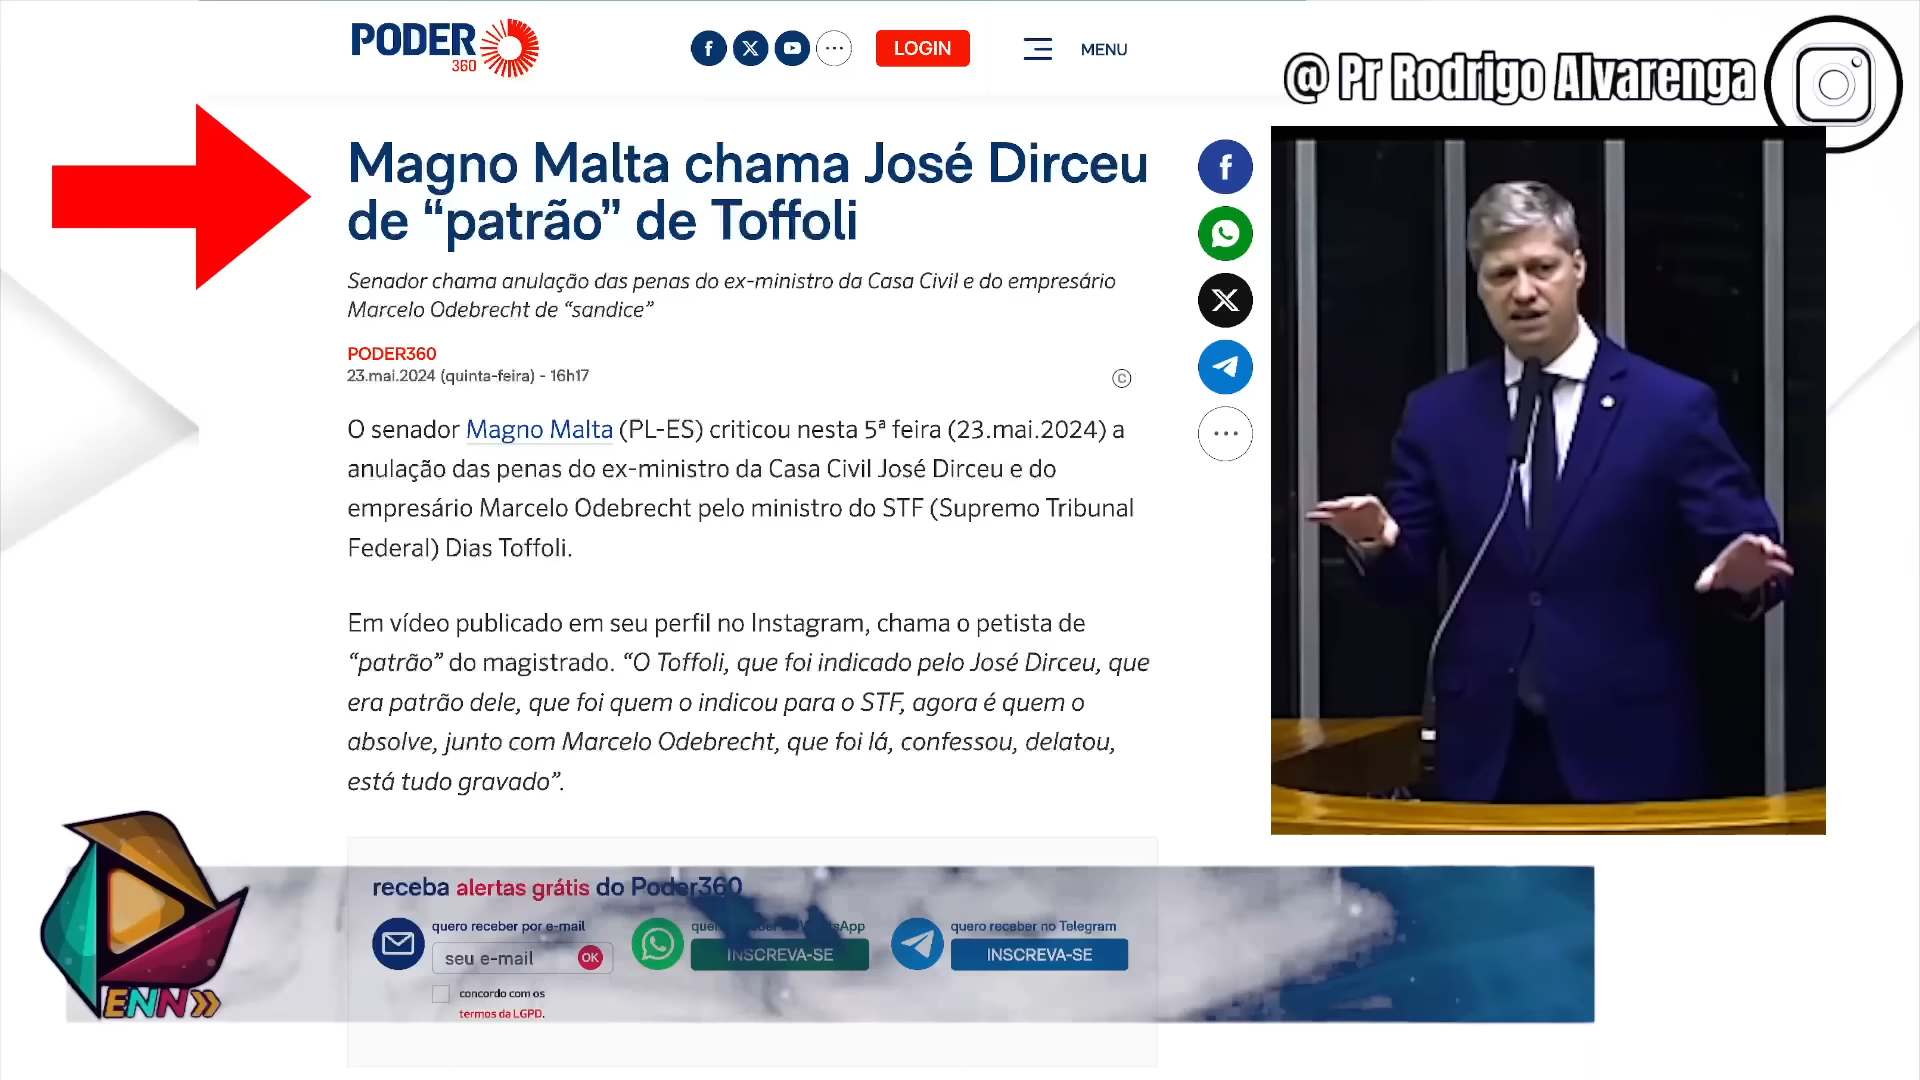 PODER
360
LOGIN
MENU
@ Pr Rodrigo Alvarenga
Magno Malta chama José Dirceu
de “patrão” de Toffoli
Senador chama anulação das penas do ex-ministro da Casa Civil e do empresário
Marcelo Odebrecht de “sandice”
PODER360
23.mai.2024 (quinta-feira) - 16h17
O senador Magno Malta (PL-ES) criticou nesta 5ª feira (23.mai.2024) a
anulação das penas do ex-ministro da Casa Civil José Dirceu e do
empresário Marcelo Odebrecht pelo ministro do STF (Supremo Tribunal
Federal) Dias Toffoli.
Em vídeo publicado em seu perfil no Instagram, chama o petista de
“patrão” do magistrado. “O Toffoli, que foi indicado pelo José Dirceu, que
era patrão dele, que foi quem o indicou para o STF, agora é quem o
absolve, junto com Marcelo Odebrecht, que foi lá, confessou, delatou,
está tudo gravado”.
receba alertas grátis do Poder360
quero receber por e-mail
seu e-mail
OK
concordo com os
termos da LGPD.
INSCREVA-SE
quero receber no Telegram
INSCREVA-SE
ENN